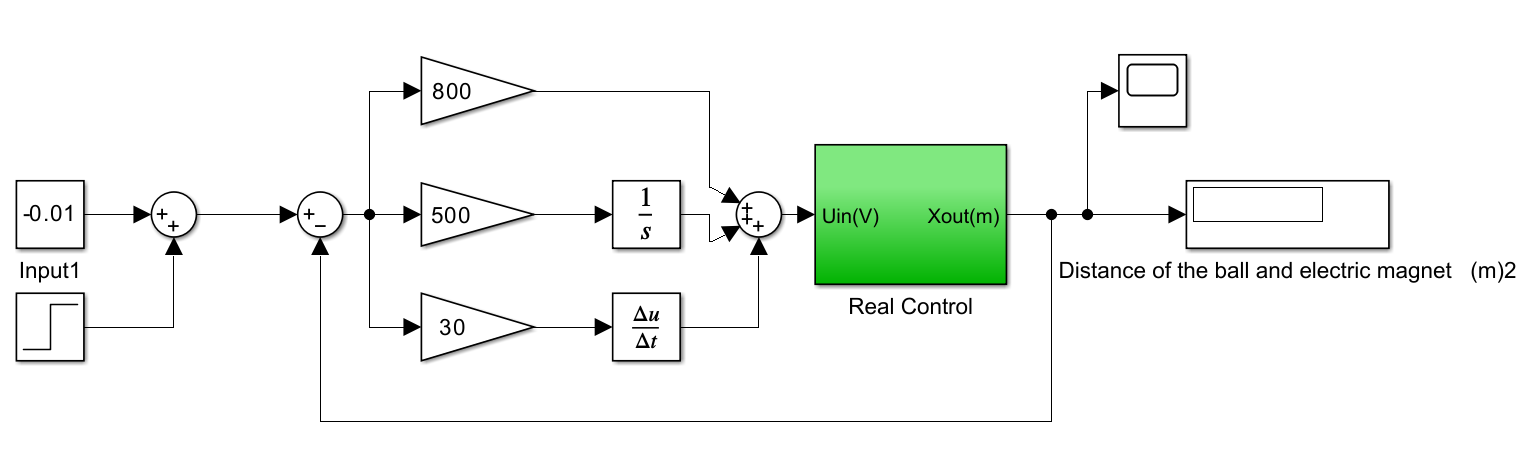 800
-0.01
+
+
+
−
500
1
s
+
+
+
Uin(V)
Xout(m)
Input1
Distance of the ball and electric magnet (m)2
Real Control
30
Δu
Δt